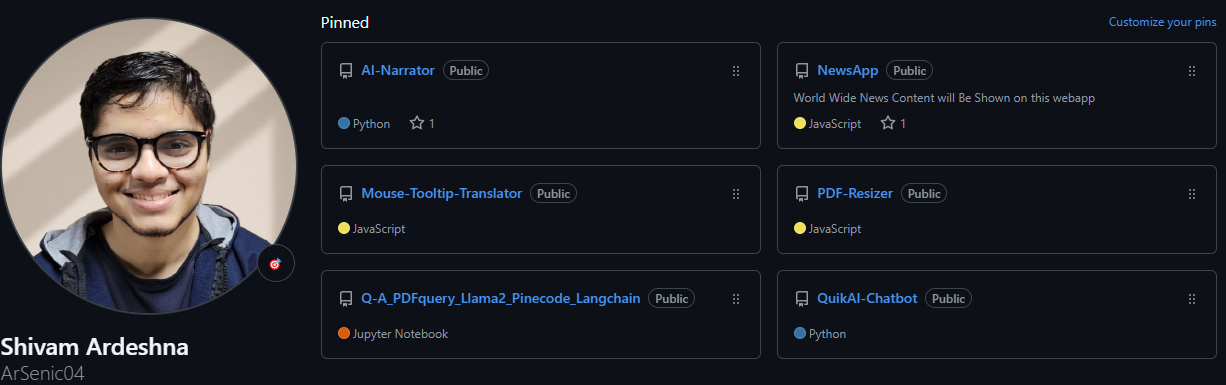 Pinned
Customize your pins
AI-Narrator Public
Python 1
NewsApp Public
World Wide News Content will Be Shown on this webapp
JavaScript 1
Mouse-Tooltip-Translator Public
JavaScript
PDF-Resizer Public
JavaScript
Q-A_PDFquery_Llama2_Pinecode_Langchain Public
Jupyter Notebook
QuikAI-Chatbot Public
Python
Shivam Ardeshna
ArSenic04